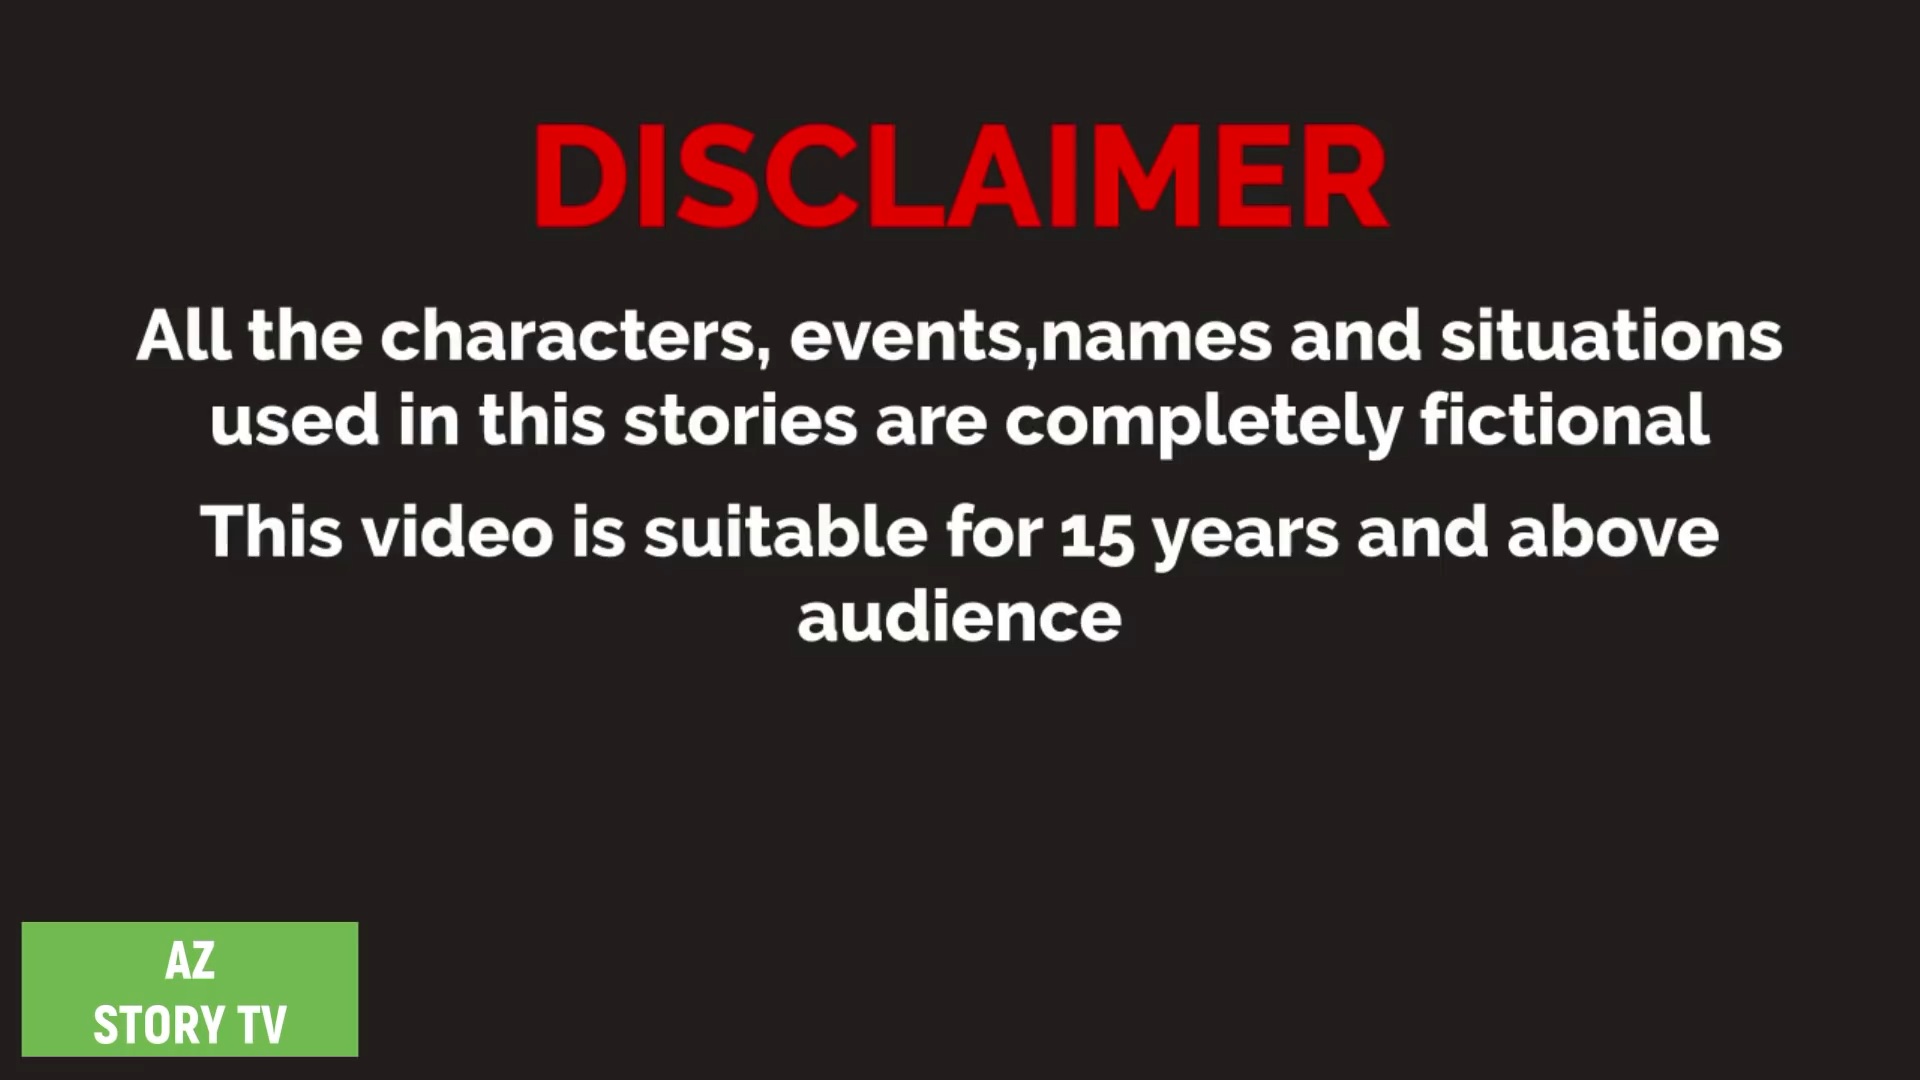 DISCLAIMER
All the characters, events,names and situations
used in this stories are completely fictional
This video is suitable for 15 years and above
audience
AZ
STORY TV